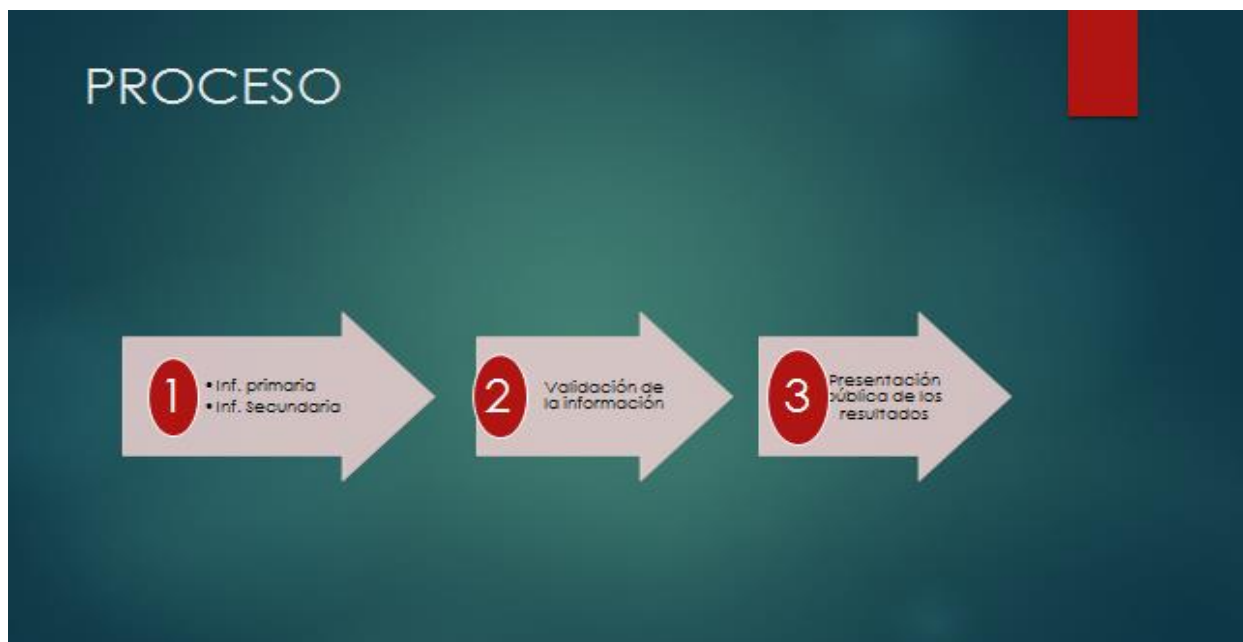 PROCESO
1
• Inf. primaria
• Inf. Secundaria
2
Validación de
la información
3
Presentación
pública de los
resultados